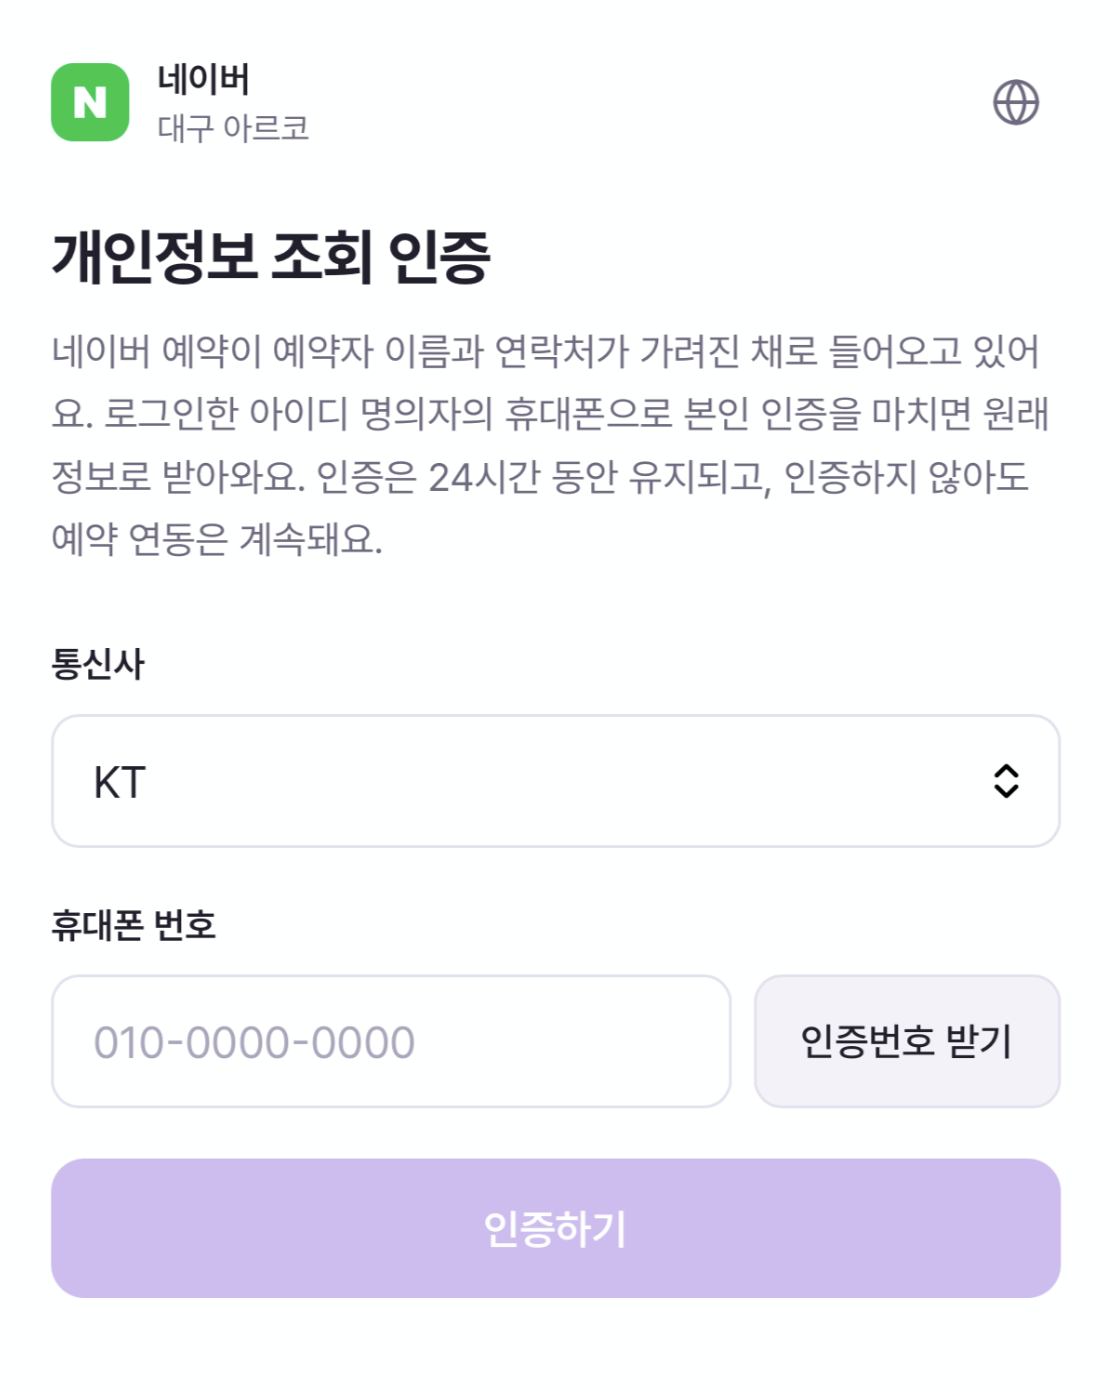 N
네이버
대구 아르코
개인정보 조회 인증
네이버 예약이 예약자 이름과 연락처가 가려진 채로 들어오고 있어
요. 로그인한 아이디 명의자의 휴대폰으로 본인 인증을 마치면 원래
정보로 받아와요. 인증은 24시간 동안 유지되고, 인증하지 않아도
예약 연동은 계속돼요.
통신사
KT
휴대폰 번호
010-0000-0000
인증번호 받기
인증하기